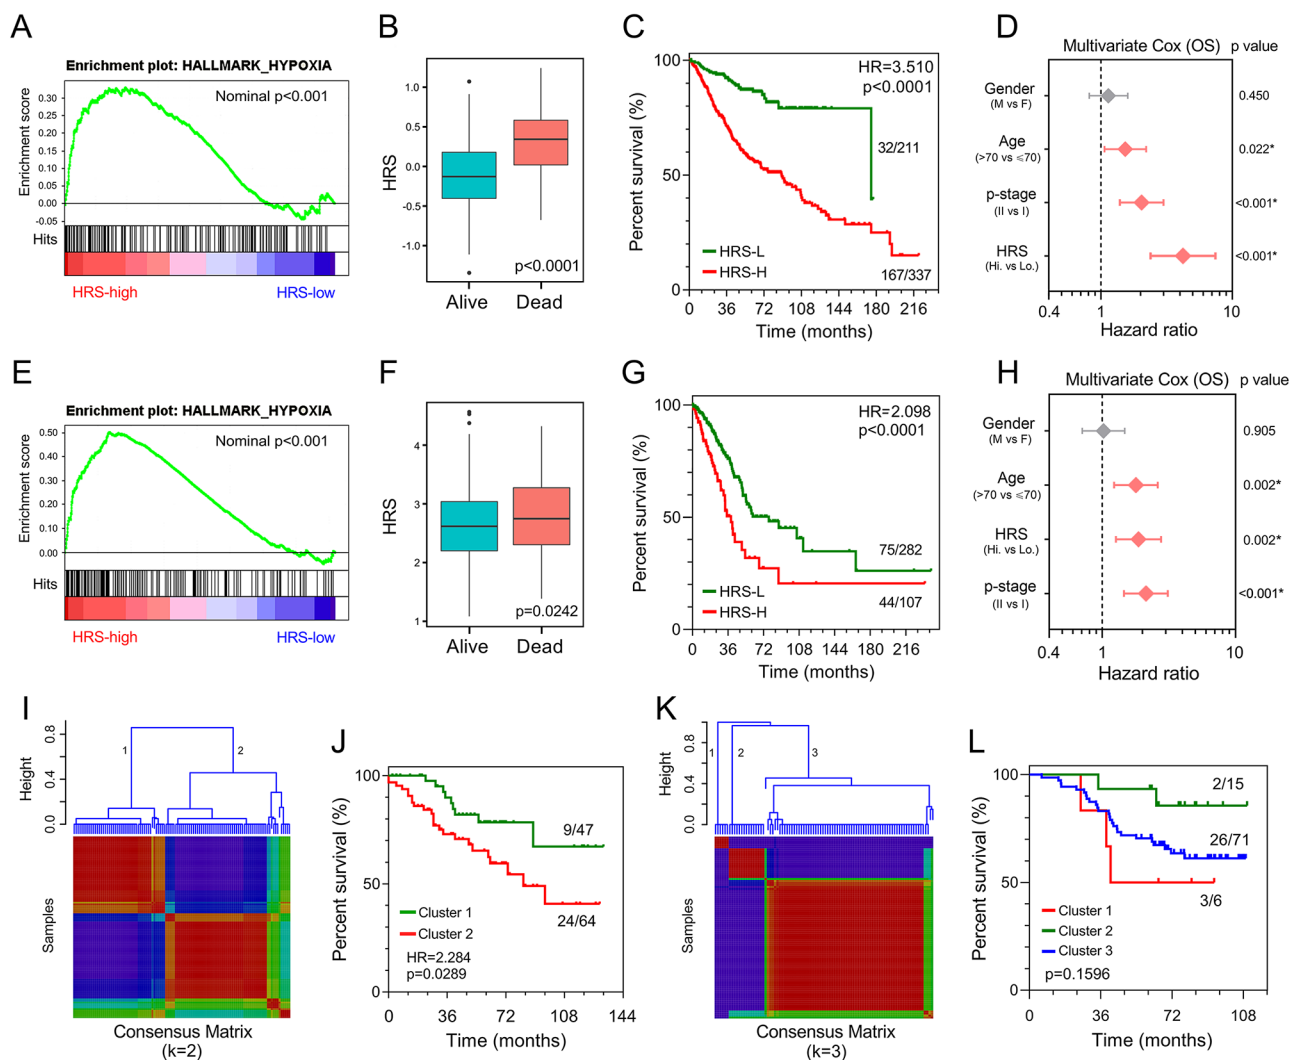 A
Enrichment plot: HALLMARK_HYPOXIA
Nominal p<0.001
Enrichment score
0.30
0.25
0.20
0.15
0.10
0.05
0.00
-0.05
Hits
HRS-high
HRS-low
B
HRS
1.0
0.5
0.0
-0.5
-1.0
p<0.0001
Alive
Dead
C
HR=3.510
p<0.0001
Percent survival (%)
100
50
0
32/211
HRS-L
HRS-H
167/337
0 36 72 108 144 180 216
Time (months)
D
Multivariate Cox (OS) p value
Gender
(M vs F)
0.450
Age
(>70 vs ≤70)
0.022*
p-stage
(II vs I)
<0.001*
HRS
(Hi. vs Lo.)
<0.001*
0.4 1 10
Hazard ratio
E
Enrichment plot: HALLMARK_HYPOXIA
Nominal p<0.001
Enrichment score
0.50
0.40
0.30
0.20
0.10
0.00
Hits
HRS-high
HRS-low
F
HRS
4
3
2
1
p=0.0242
Alive
Dead
G
HR=2.098
p<0.0001
Percent survival (%)
100
50
0
75/282
HRS-L
HRS-H
44/107
0 36 72 108 144 180 216
Time (months)
H
Multivariate Cox (OS) p value
Gender
(M vs F)
0.905
Age
(>70 vs ≤70)
0.002*
HRS
(Hi. vs Lo.)
0.002*
p-stage
(II vs I)
<0.001*
0.4 1 10
Hazard ratio
I
Height
0.8
0.4
0.0
1
2
Samples
Consensus Matrix
(k=2)
J
Percent survival (%)
100
50
0
9/47
24/64
Cluster 1
Cluster 2
HR=2.284
p=0.0289
0 36 72 108 144
Time (months)
K
Height
0.8
0.4
0.0
1
2
3
Samples
Consensus Matrix
(k=3)
L
Percent survival (%)
100
50
0
2/15
26/71
3/6
Cluster 1
Cluster 2
Cluster 3
p=0.1596
0 36 72 108
Time (months)